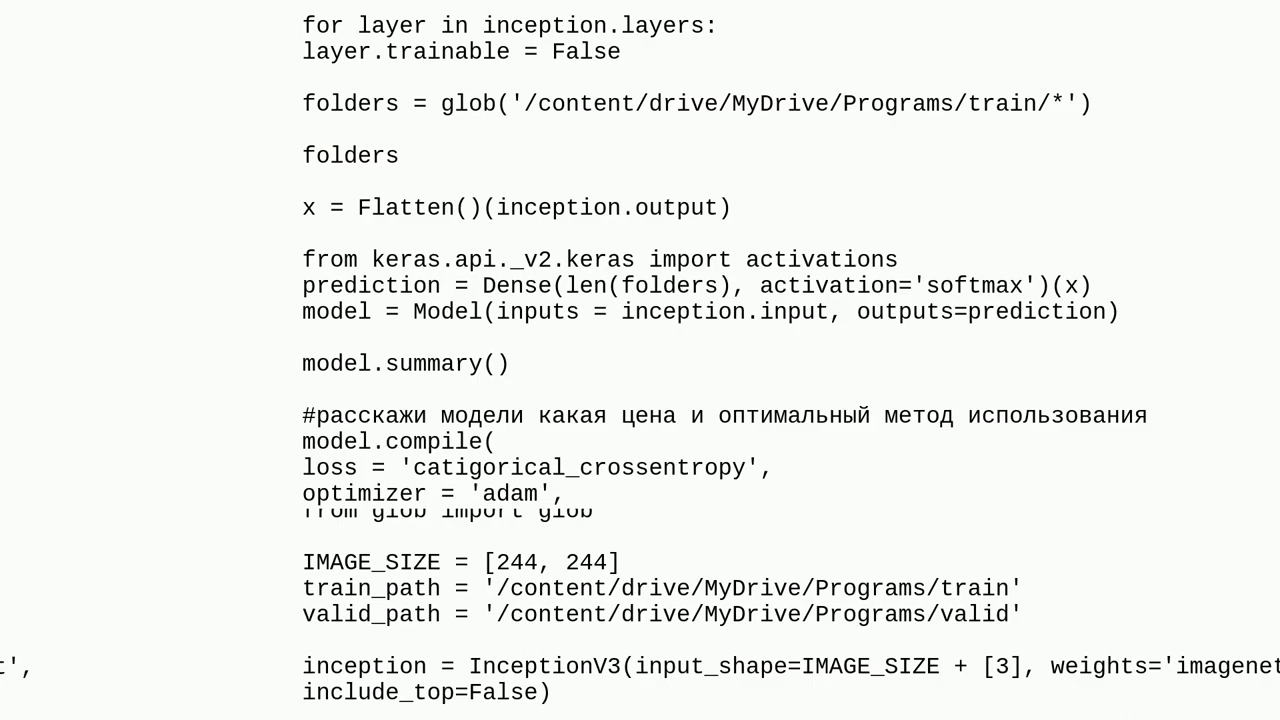 for layer in inception.layers:
layer.trainable = False
folders = glob('/content/drive/MyDrive/Programs/train/*')
folders
x = Flatten()(inception.output)
from keras.api._v2.keras import activations
prediction = Dense(len(folders), activation='softmax')(x)
model = Model(inputs = inception.input, outputs=prediction)
model.summary()
#расскажи модели какая цена и оптимальный метод использования
model.compile(
loss = 'catigorical_crossentropy',
optimizer = 'adam',
from glob import glob
IMAGE_SIZE = [244, 244]
train_path = '/content/drive/MyDrive/Programs/train'
valid_path = '/content/drive/MyDrive/Programs/valid'
t',
inception = InceptionV3(input_shape=IMAGE_SIZE + [3], weights='imagenet
include_top=False)